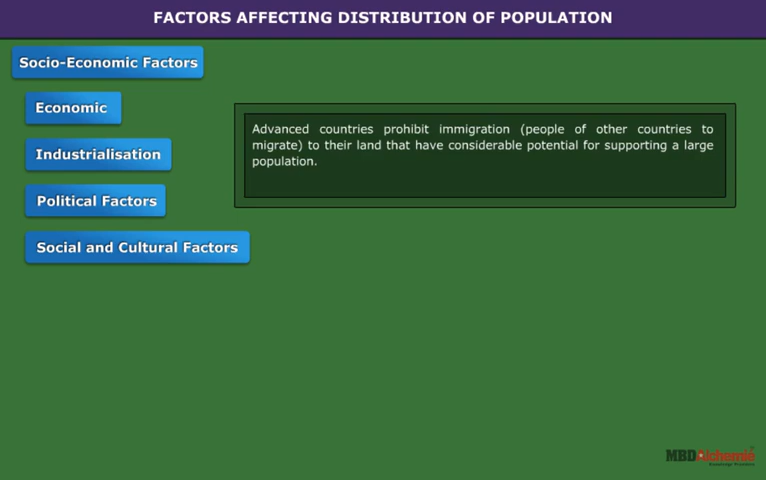 FACTORS AFFECTING DISTRIBUTION OF POPULATION
Socio-Economic Factors
Economic
Industrialisation
Political Factors
Social and Cultural Factors
Advanced countries prohibit immigration (people of other countries to
migrate) to their land that have considerable potential for supporting a large
population.
MBDAlchemie